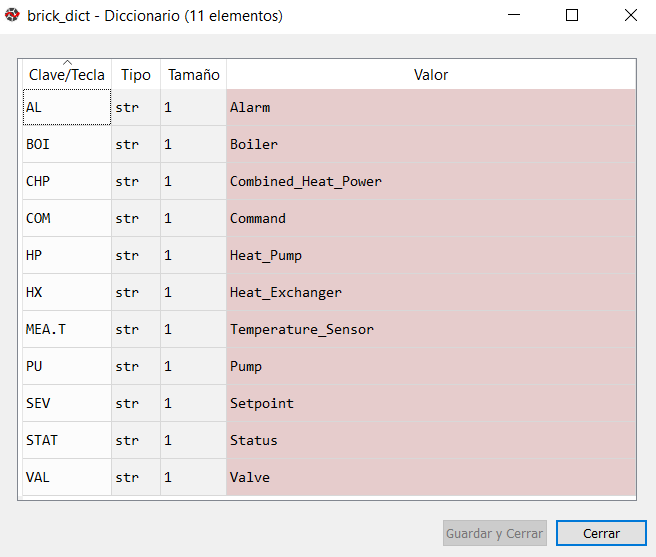 brick_dict - Diccionario (11 elementos)
Clave/Tecla Tipo Tamaño Valor
AL str 1 Alarm
BOI str 1 Boiler
CHP str 1 Combined_Heat_Power
COM str 1 Command
HP str 1 Heat_Pump
HX str 1 Heat_Exchanger
MEA.T str 1 Temperature_Sensor
PU str 1 Pump
SEV str 1 Setpoint
STAT str 1 Status
VAL str 1 Valve
Guardar y Cerrar Cerrar